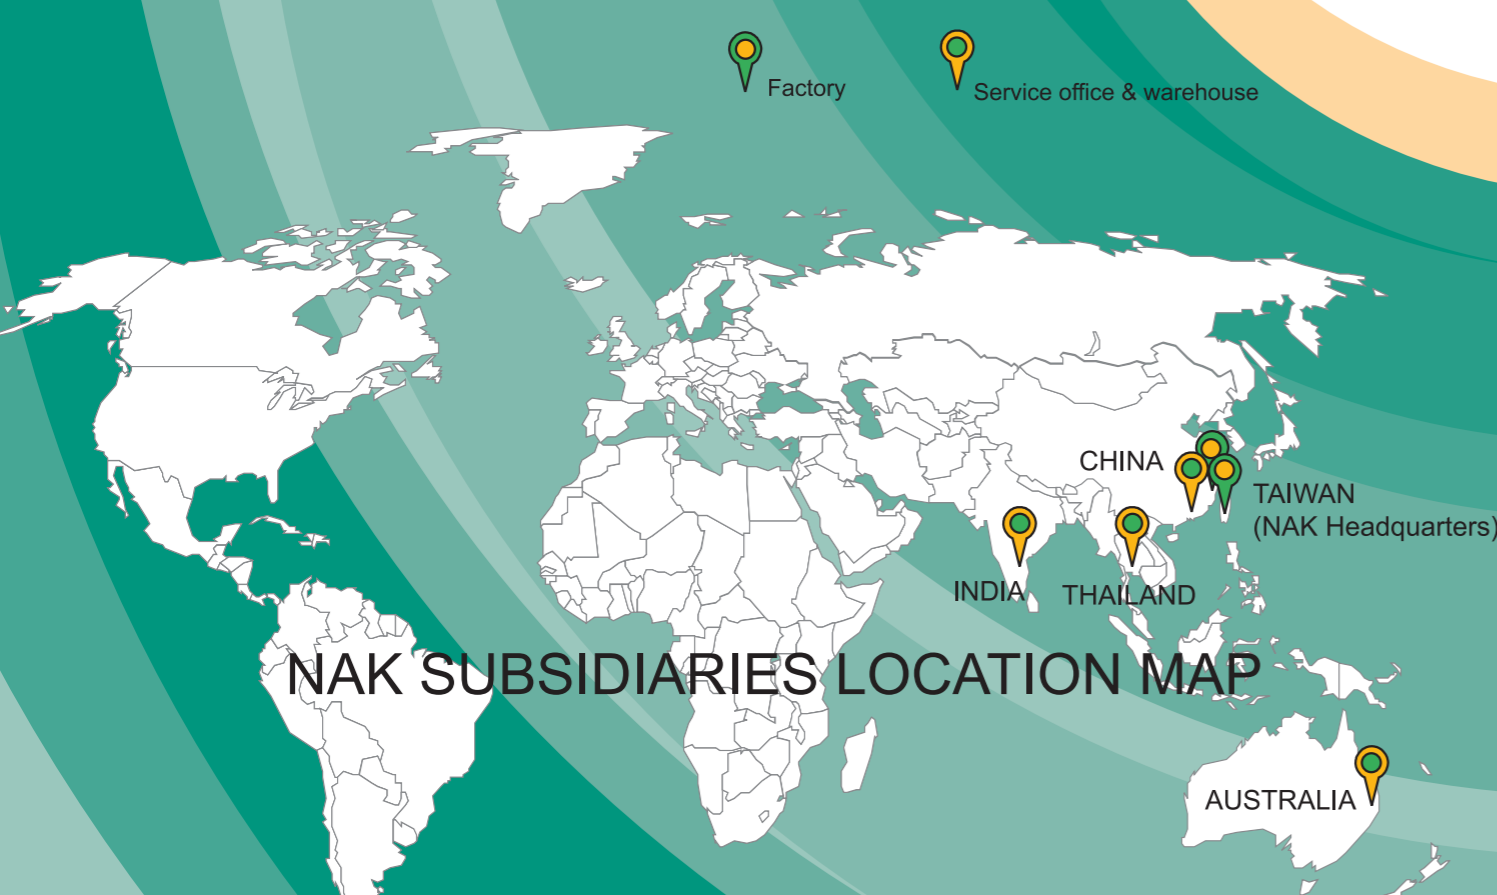 Factory
Service office & warehouse
CHINA
TAIWAN
(NAK Headquarters)
INDIA
THAILAND
NAK SUBSIDIARIES LOCATION MAP
AUSTRALIA